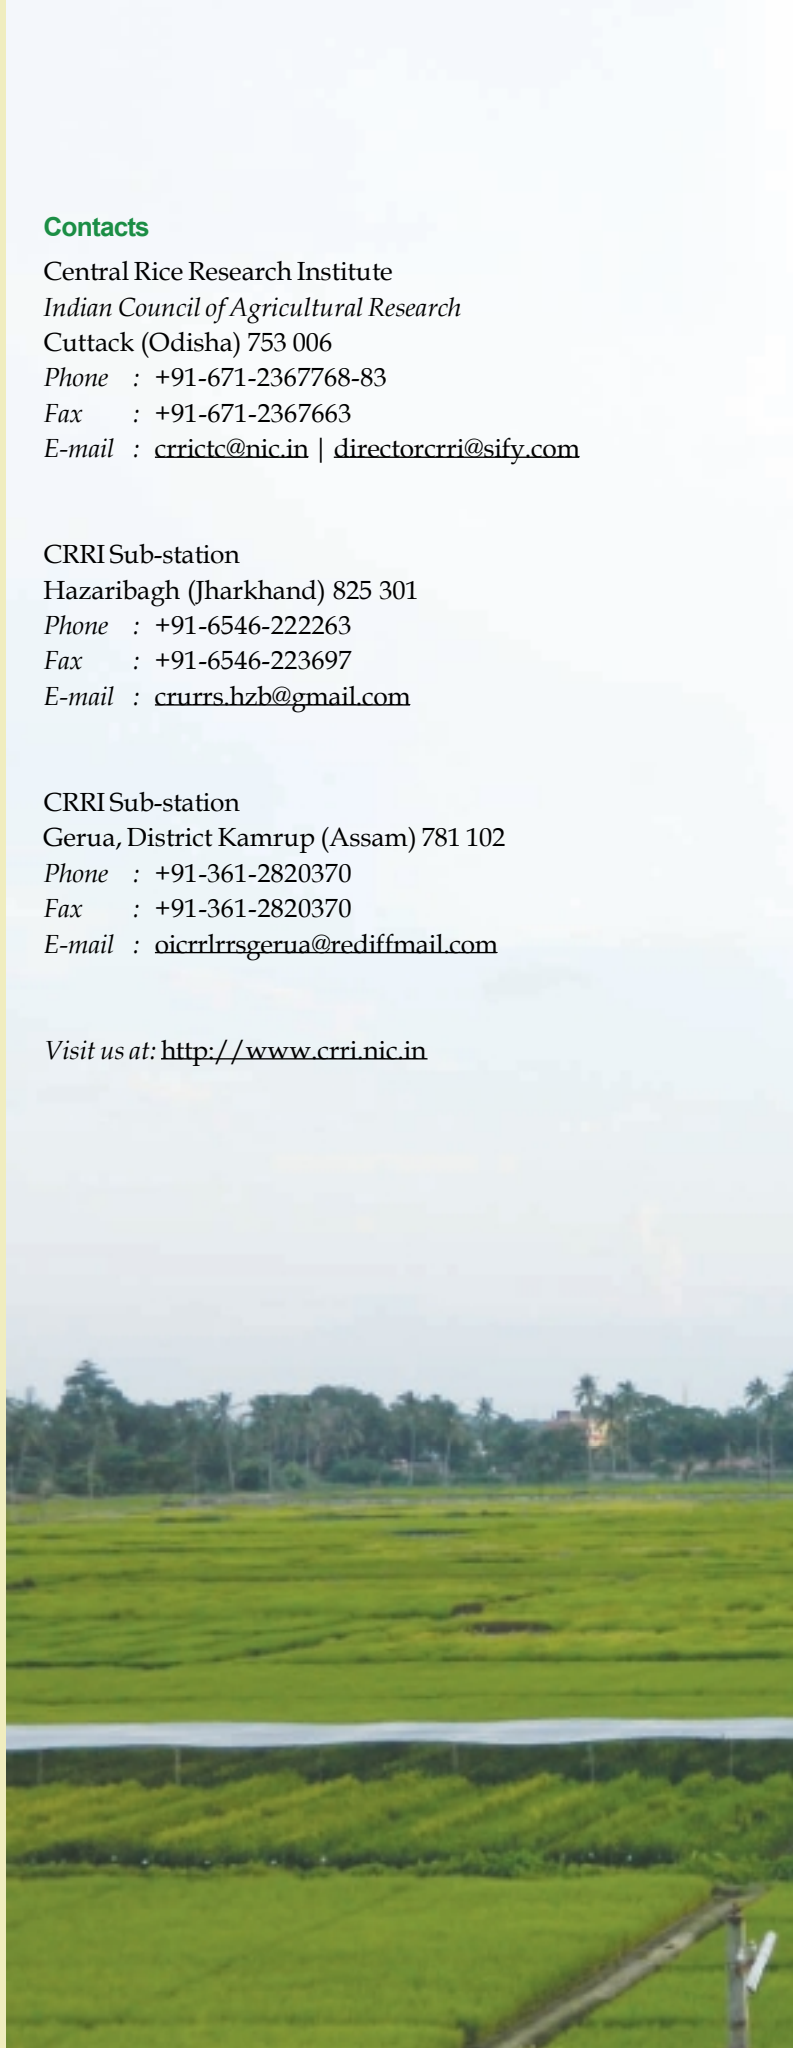 Contacts
Central Rice Research Institute
Indian Council of Agricultural Research
Cuttack (Odisha) 753 006
Phone : +91-671-2367768-83
Fax : +91-671-2367663
E-mail : crrictc@nic.in | directorcrri@sify.com
CRRI Sub-station
Hazaribagh (Jharkhand) 825 301
Phone : +91-6546-222263
Fax : +91-6546-223697
E-mail : crurrs.hzb@gmail.com
CRRI Sub-station
Gerua, District Kamrup (Assam) 781 102
Phone : +91-361-2820370
Fax : +91-361-2820370
E-mail : oicrrlrrsgerua@rediffmail.com
Visit us at: http://www.crri.nic.in